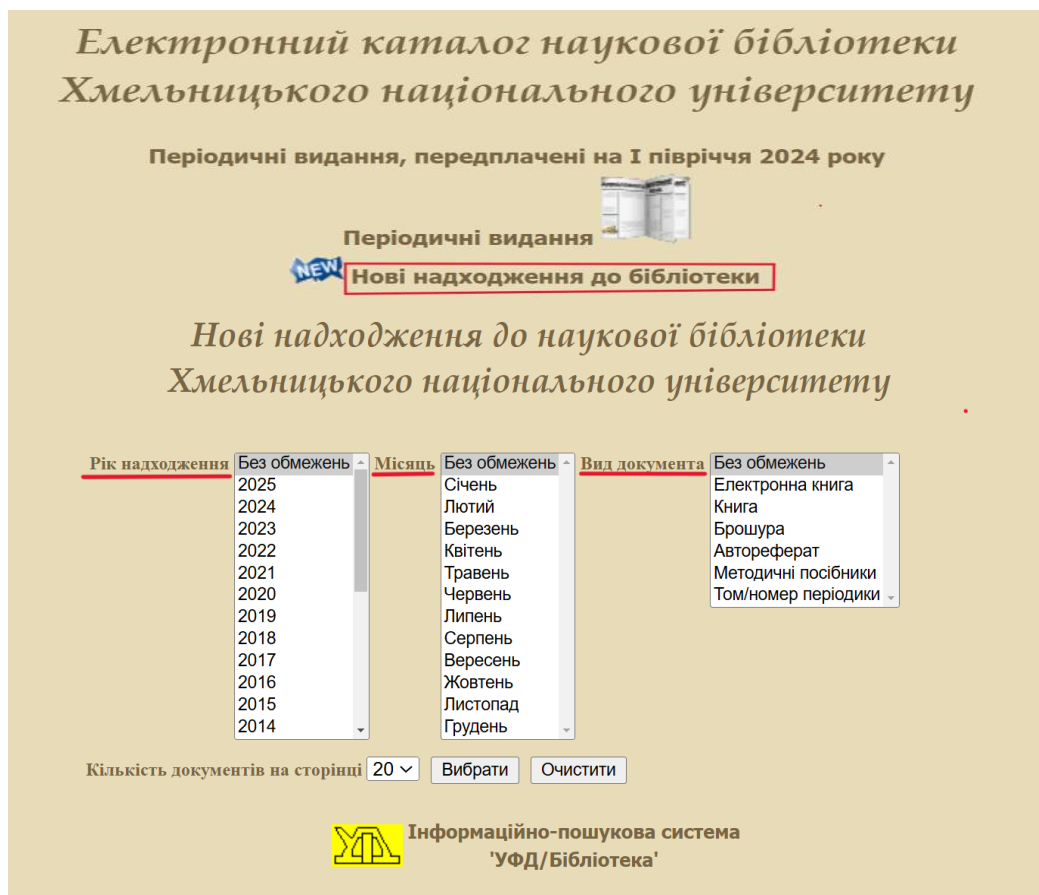 Електронний каталог наукової бібліотеки
Хмельницького національного університету
Періодичні видання, передплачені на І півріччя 2024 року
Періодичні видання
NEW Нові надходження до бібліотеки
Нові надходження до наукової бібліотеки
Хмельницького національного університету
Рік надходження Без обмежень Місяць Без обмежень Вид документа Без обмежень
2025 Січень Електронна книга
2024 Лютий Книга
2023 Березень Брошура
2022 Квітень Автореферат
2021 Травень Методичні посібники
2020 Червень Том/номер періодики
2019 Липень
2018 Серпень
2017 Вересень
2016 Жовтень
2015 Листопад
2014 Грудень
Кількість документів на сторінці 20 Вибрати Очистити
УФД Інформаційно-пошукова система
'УФД/Бібліотека'